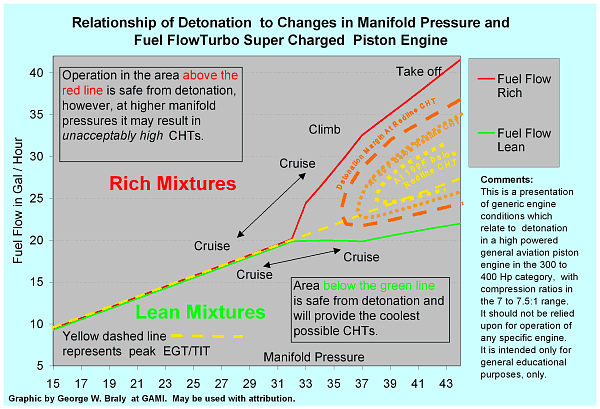 Relationship of Detonation to Changes in Manifold Pressure and
Fuel FlowTurbo Super Charged Piston Engine
Fuel Flow in Gal / Hour
40
35
30
25
20
15
10
5
Operation in the area above the
red line is safe from detonation,
however, at higher manifold
pressures it may result in
unacceptably high CHTs.
Take off
Climb
Cruise
Rich Mixtures
Detonation Margin At Redline CHT
Cruise
Cruise
Cruise
Lean Mixtures
Area below the green line
is safe from detonation and
will provide the coolest
possible CHTs.
Yellow dashed line
represents peak EGT/TIT
Manifold Pressure
15 17 19 21 23 25 27 29 31 33 35 37 39 41 43
Fuel Flow
Rich
Fuel Flow
Lean
Comments:
This is a presentation
of generic engine
conditions which
relate to detonation
in a high powered
general aviation piston
engine in the 300 to
400 Hp category, with
compression ratios in
the 7 to 7.5:1 range.
It should not be relied
upon for operation of
any specific engine.
It is intended only for
general educational
purposes, only.
Graphic by George W. Braly at GAMI. May be used with attribution.